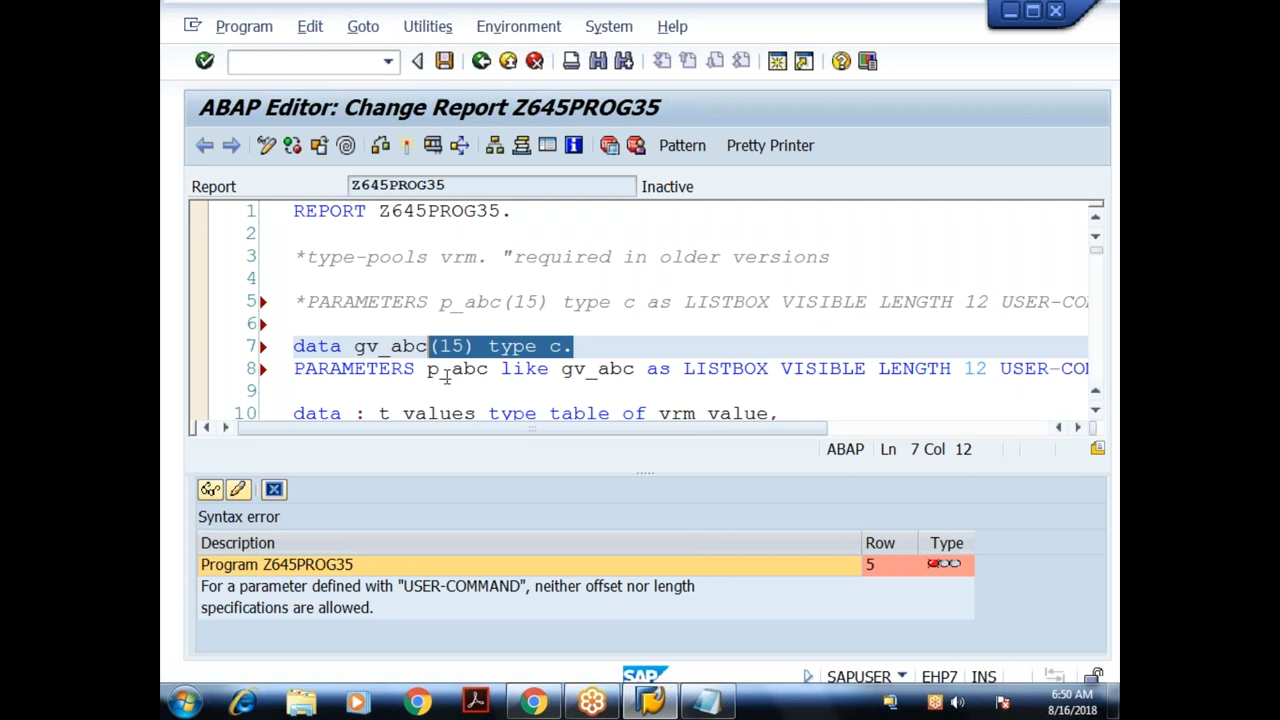 Program Edit Goto Utilities Environment System Help
ABAP Editor: Change Report Z645PROG35
Pattern Pretty Printer
Report Z645PROG35 Inactive
1 REPORT Z645PROG35.
2
3 *type-pools vrm. "required in older versions
4
5 *PARAMETERS p_abc(15) type c as LISTBOX VISIBLE LENGTH 12 USER-CO
6
7 data gv_abc(15) type c.
8 PARAMETERS p_abc like gv_abc as LISTBOX VISIBLE LENGTH 12 USER-CO
9
10 data : t_values type table of vrm_value,
ABAP Ln 7 Col 12
Syntax error
Description Row Type
Program Z645PROG35 5
For a parameter defined with "USER-COMMAND", neither offset nor length
specifications are allowed.
SAP SAPUSER EHP7 INS
6:50 AM
8/16/2018